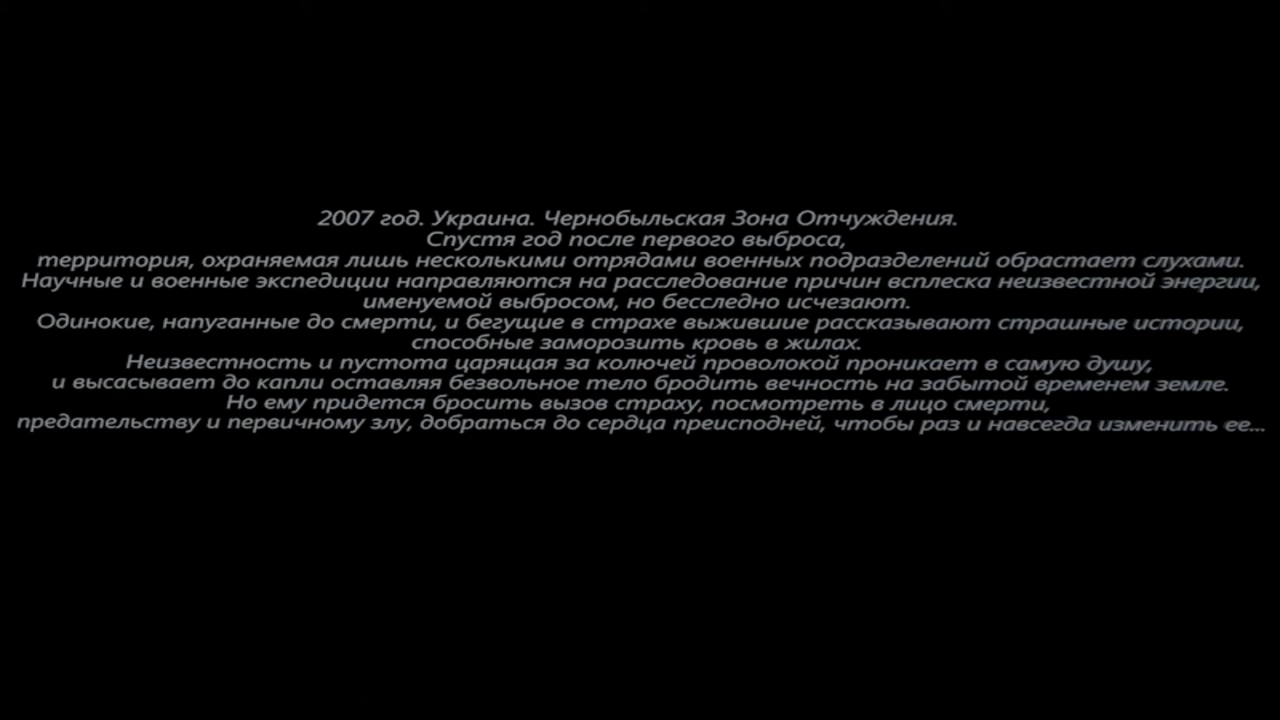 2007 год. Украина. Чернобыльская Зона Отчуждения.
Спустя год после первого выброса,
территория, охраняемая лишь несколькими отрядами военных подразделений обрастает слухами.
Научные и военные экспедиции направляются на расследование причин всплеска неизвестной энергии,
именуемой выбросом, но бесследно исчезают.
Одинокие, напуганные до смерти, и бегущие в страхе выжившие рассказывают страшные истории,
способные заморозить кровь в жилах.
Неизвестность и пустота царящая за колючей проволокой проникает в самую душу,
и высасывает до капли оставляя безвольное тело бродить вечность на забытой временем земле.
Но ему придется бросить вызов страху, посмотреть в лицо смерти,
предательству и первичному злу, добраться до сердца преисподней, чтобы раз и навсегда изменить ее...